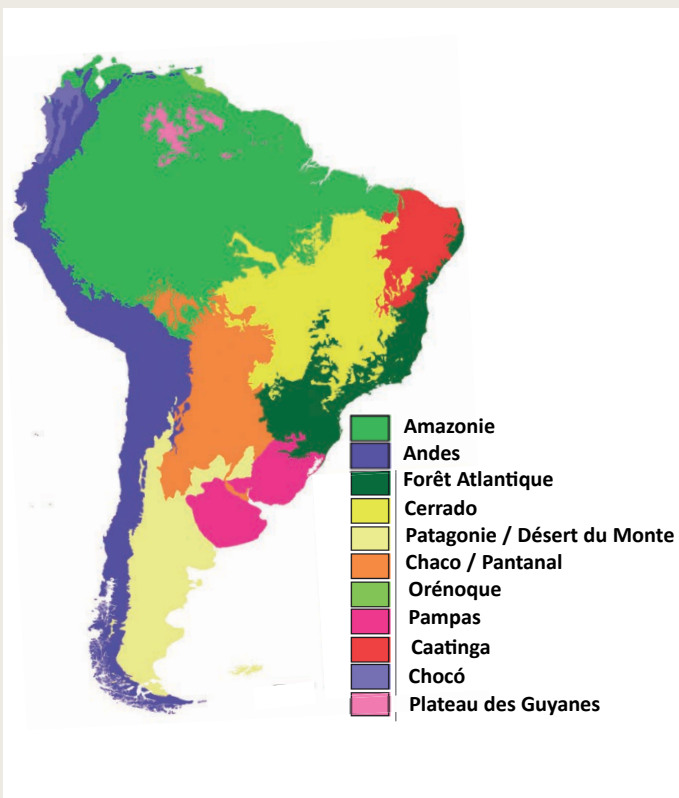 Amazonie
Andes
Forêt Atlantique
Cerrado
Patagonie / Désert du Monte
Chaco / Pantanal
Orénoque
Pampas
Caatinga
Chocó
Plateau des Guyanes